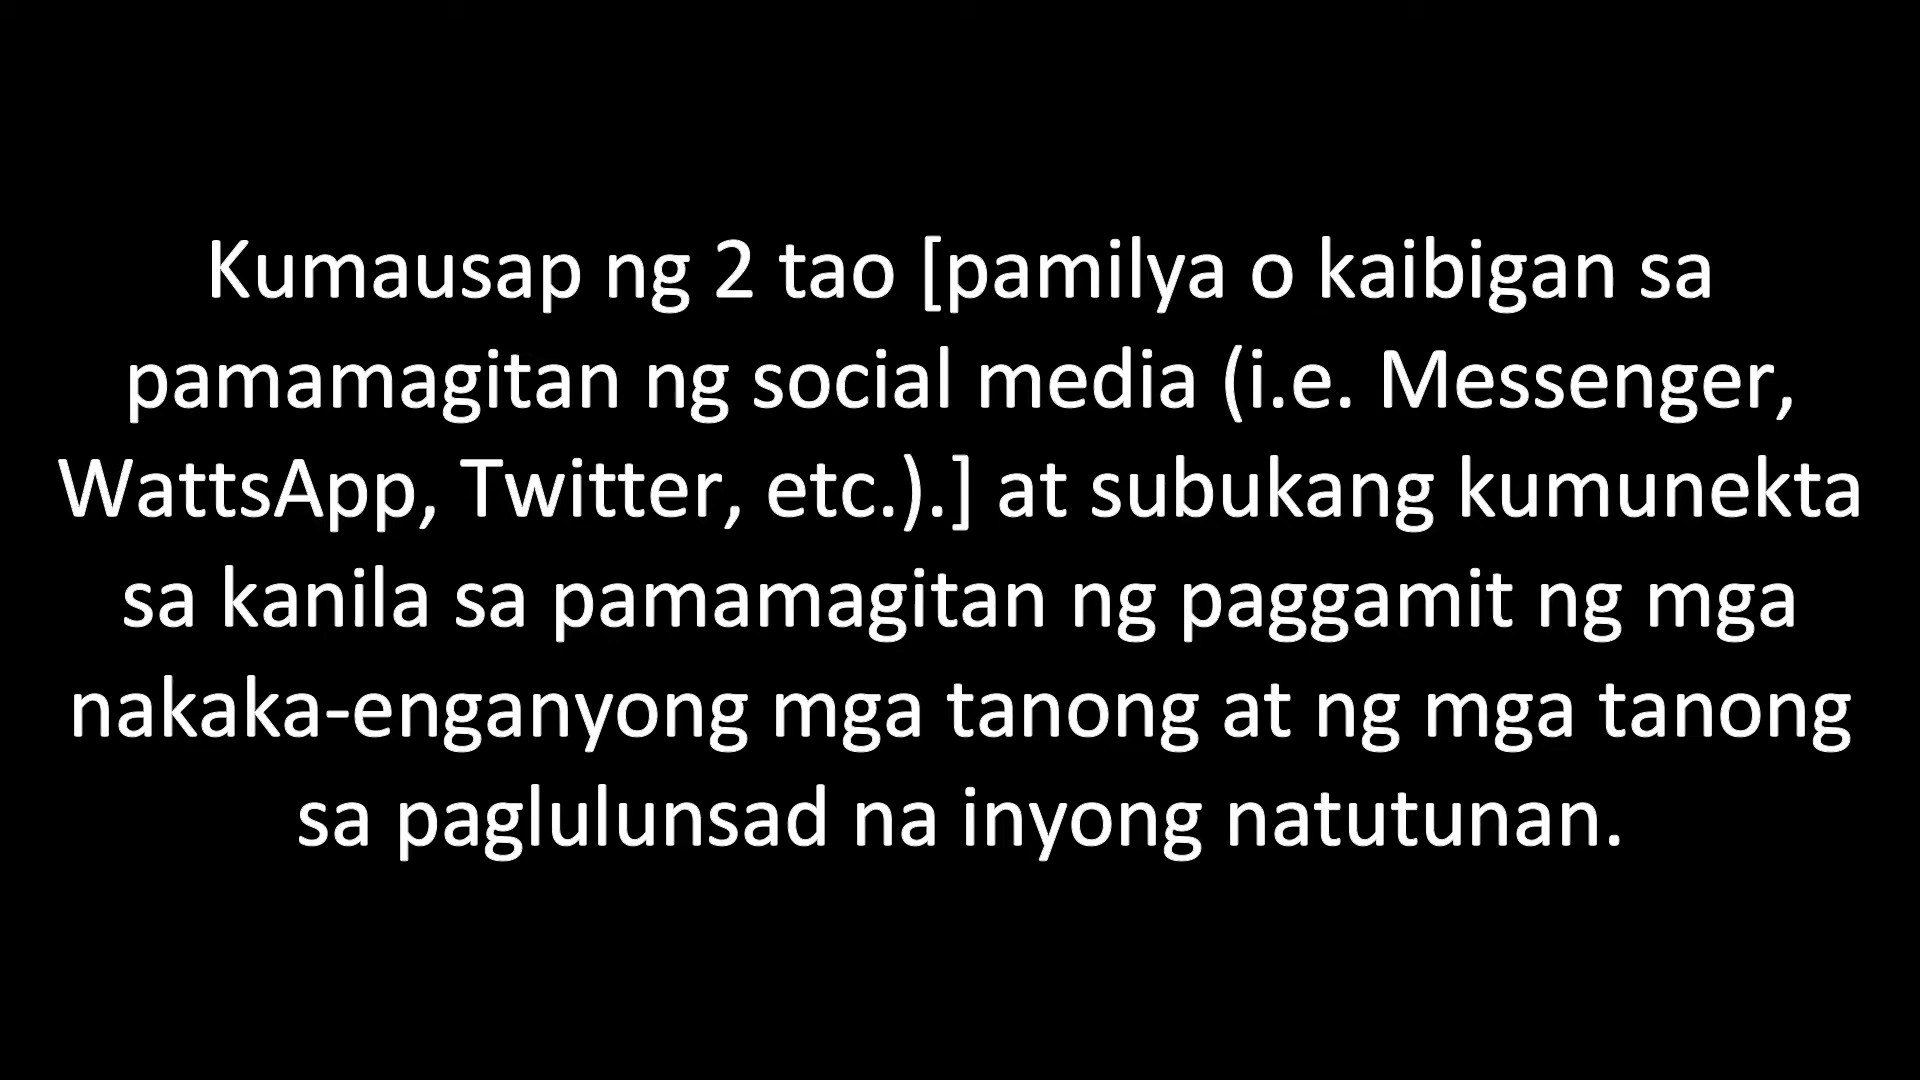 Kumausap ng 2 tao [pamilya o kaibigan sa
pamamagitan ng social media (i.e. Messenger,
WattsApp, Twitter, etc.).] at subukang kumunekta
sa kanila sa pamamagitan ng paggamit ng mga
nakaka-enganyong mga tanong at ng mga tanong
sa paglulunsad na inyong natutunan.